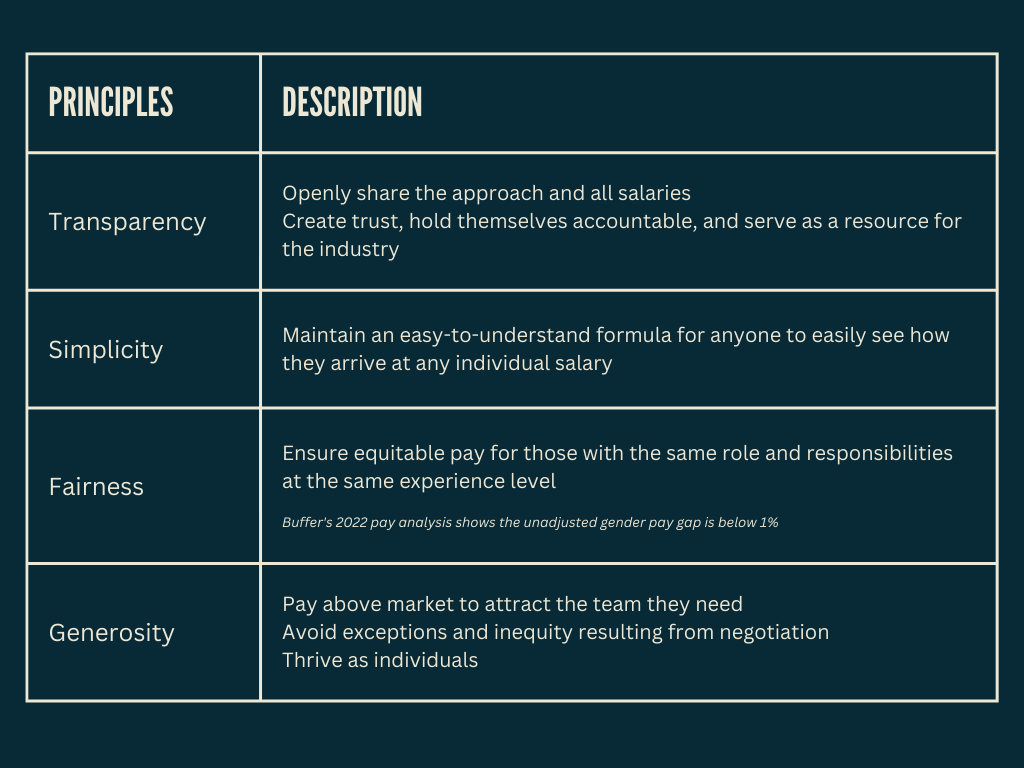 PRINCIPLES
DESCRIPTION
Transparency
Openly share the approach and all salaries
Create trust, hold themselves accountable, and serve as a resource for
the industry
Simplicity
Maintain an easy-to-understand formula for anyone to easily see how
they arrive at any individual salary
Fairness
Ensure equitable pay for those with the same role and responsibilities
at the same experience level
Buffer's 2022 pay analysis shows the unadjusted gender pay gap is below 1%
Generosity
Pay above market to attract the team they need
Avoid exceptions and inequity resulting from negotiation
Thrive as individuals